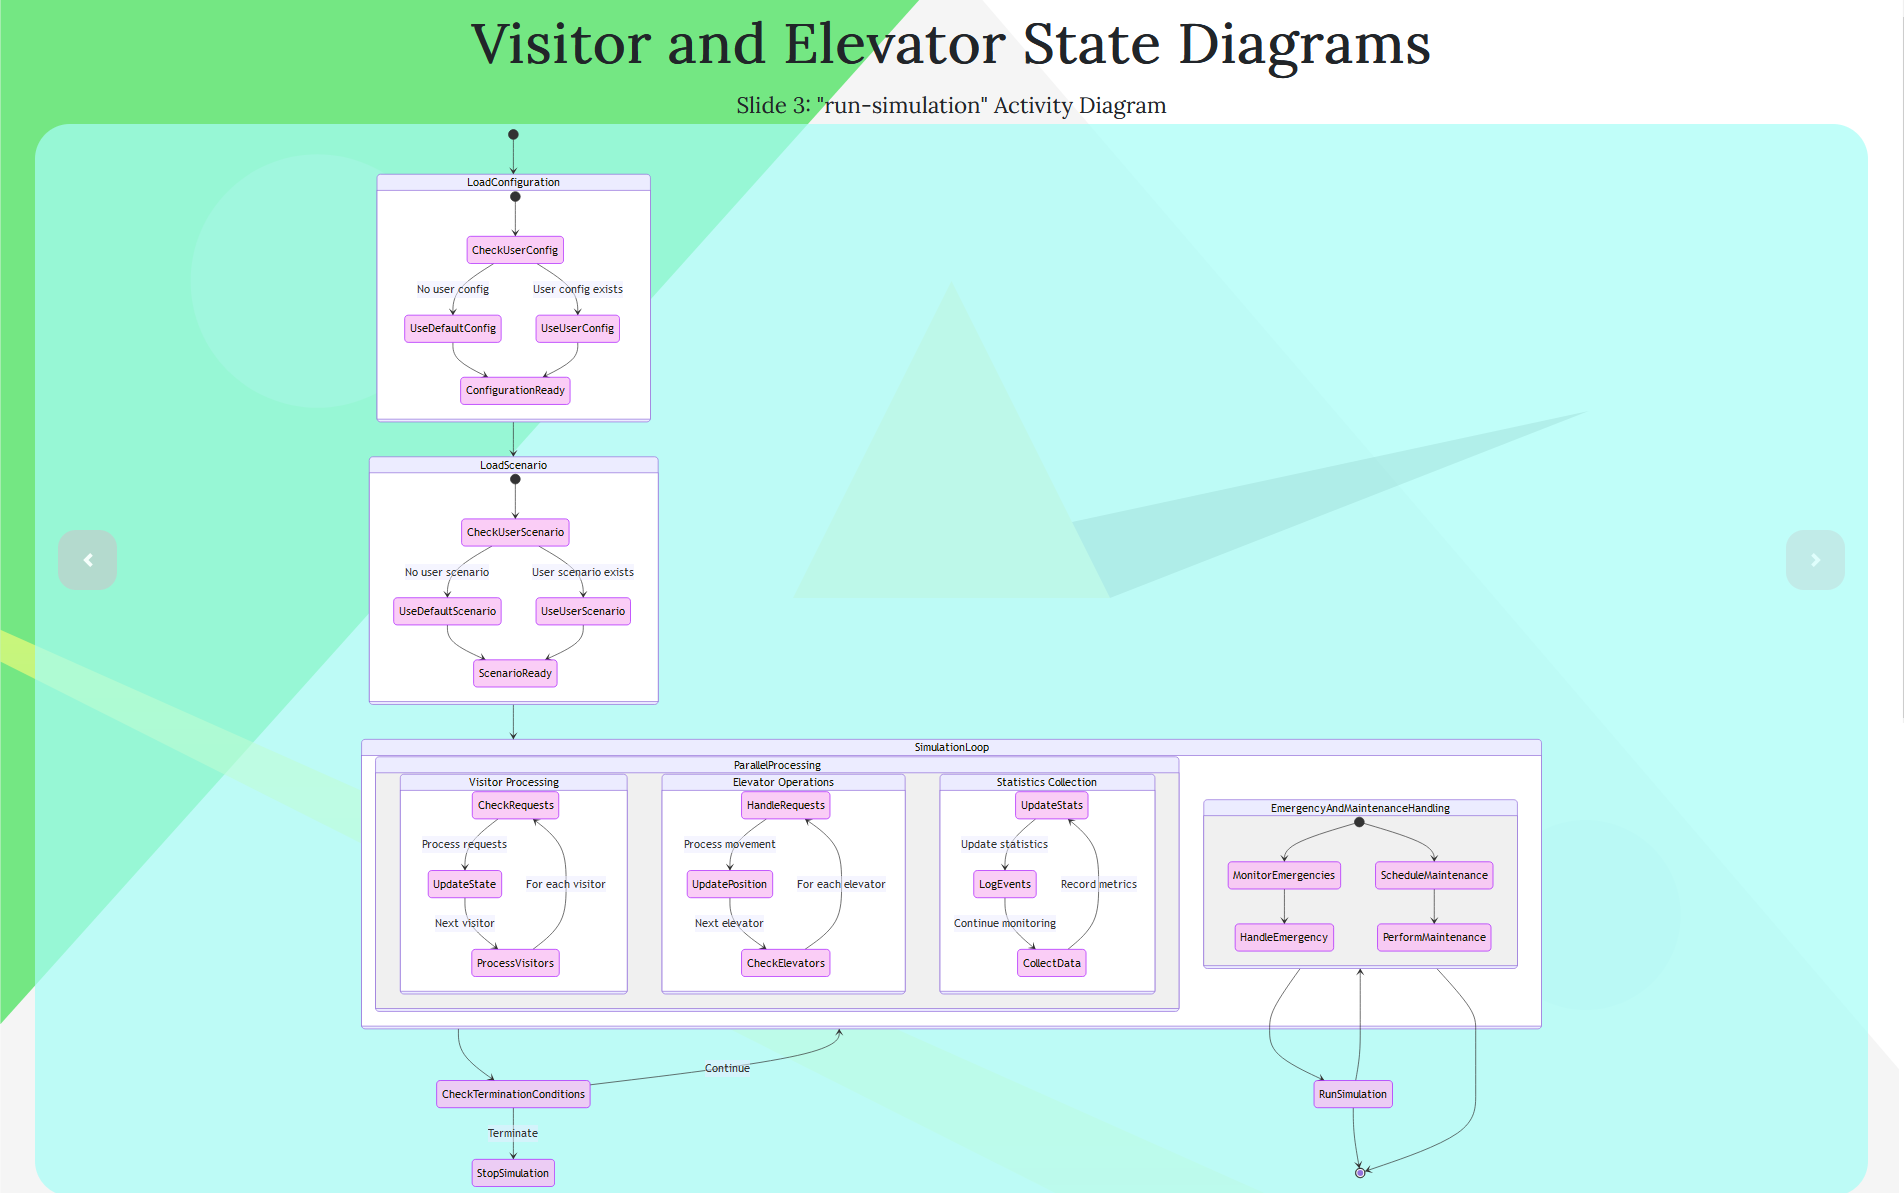 Visitor and Elevator State Diagrams
Slide 3: "run-simulation" Activity Diagram
LoadConfiguration
CheckUserConfig
No user config
User config exists
UseDefaultConfig
UseUserConfig
ConfigurationReady
LoadScenario
CheckUserScenario
No user scenario
User scenario exists
UseDefaultScenario
UseUserScenario
ScenarioReady
SimulationLoop
ParallelProcessing
Visitor Processing
CheckRequests
Process requests
UpdateState
For each visitor
Next visitor
ProcessVisitors
Elevator Operations
HandleRequests
Process movement
UpdatePosition
For each elevator
Next elevator
CheckElevators
Statistics Collection
UpdateStats
Update statistics
LogEvents
Record metrics
Continue monitoring
CollectData
EmergencyAndMaintenanceHandling
MonitorEmergencies
ScheduleMaintenance
HandleEmergency
PerformMaintenance
Continue
CheckTerminationConditions
RunSimulation
Terminate
StopSimulation